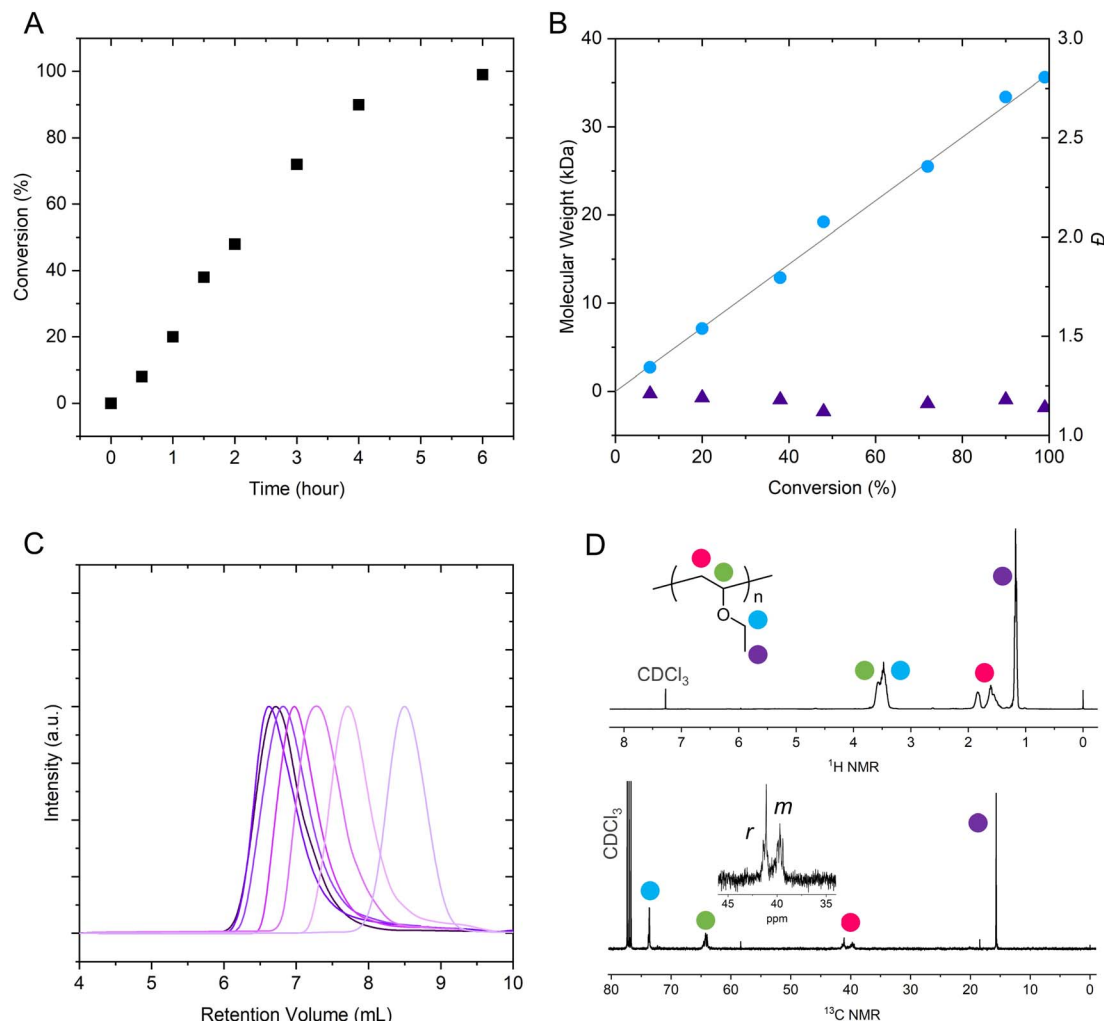 A
100
80
60
40
20
0
Conversion (%)
0 1 2 3 4 5 6
Time (hour)
B
40
30
20
10
0
Molecular Weight (kDa)
3.0
2.5
2.0
1.5
1.0
Đ
0 20 40 60 80 100
Conversion (%)
C
Intensity (a.u.)
4 5 6 7 8 9 10
Retention Volume (mL)
D
n
O
CDCl₃
8 7 6 5 4 3 2 1 0
¹H NMR
CDCl₃
r m
45 40 35
ppm
80 70 60 50 40 30 20 10 0
¹³C NMR